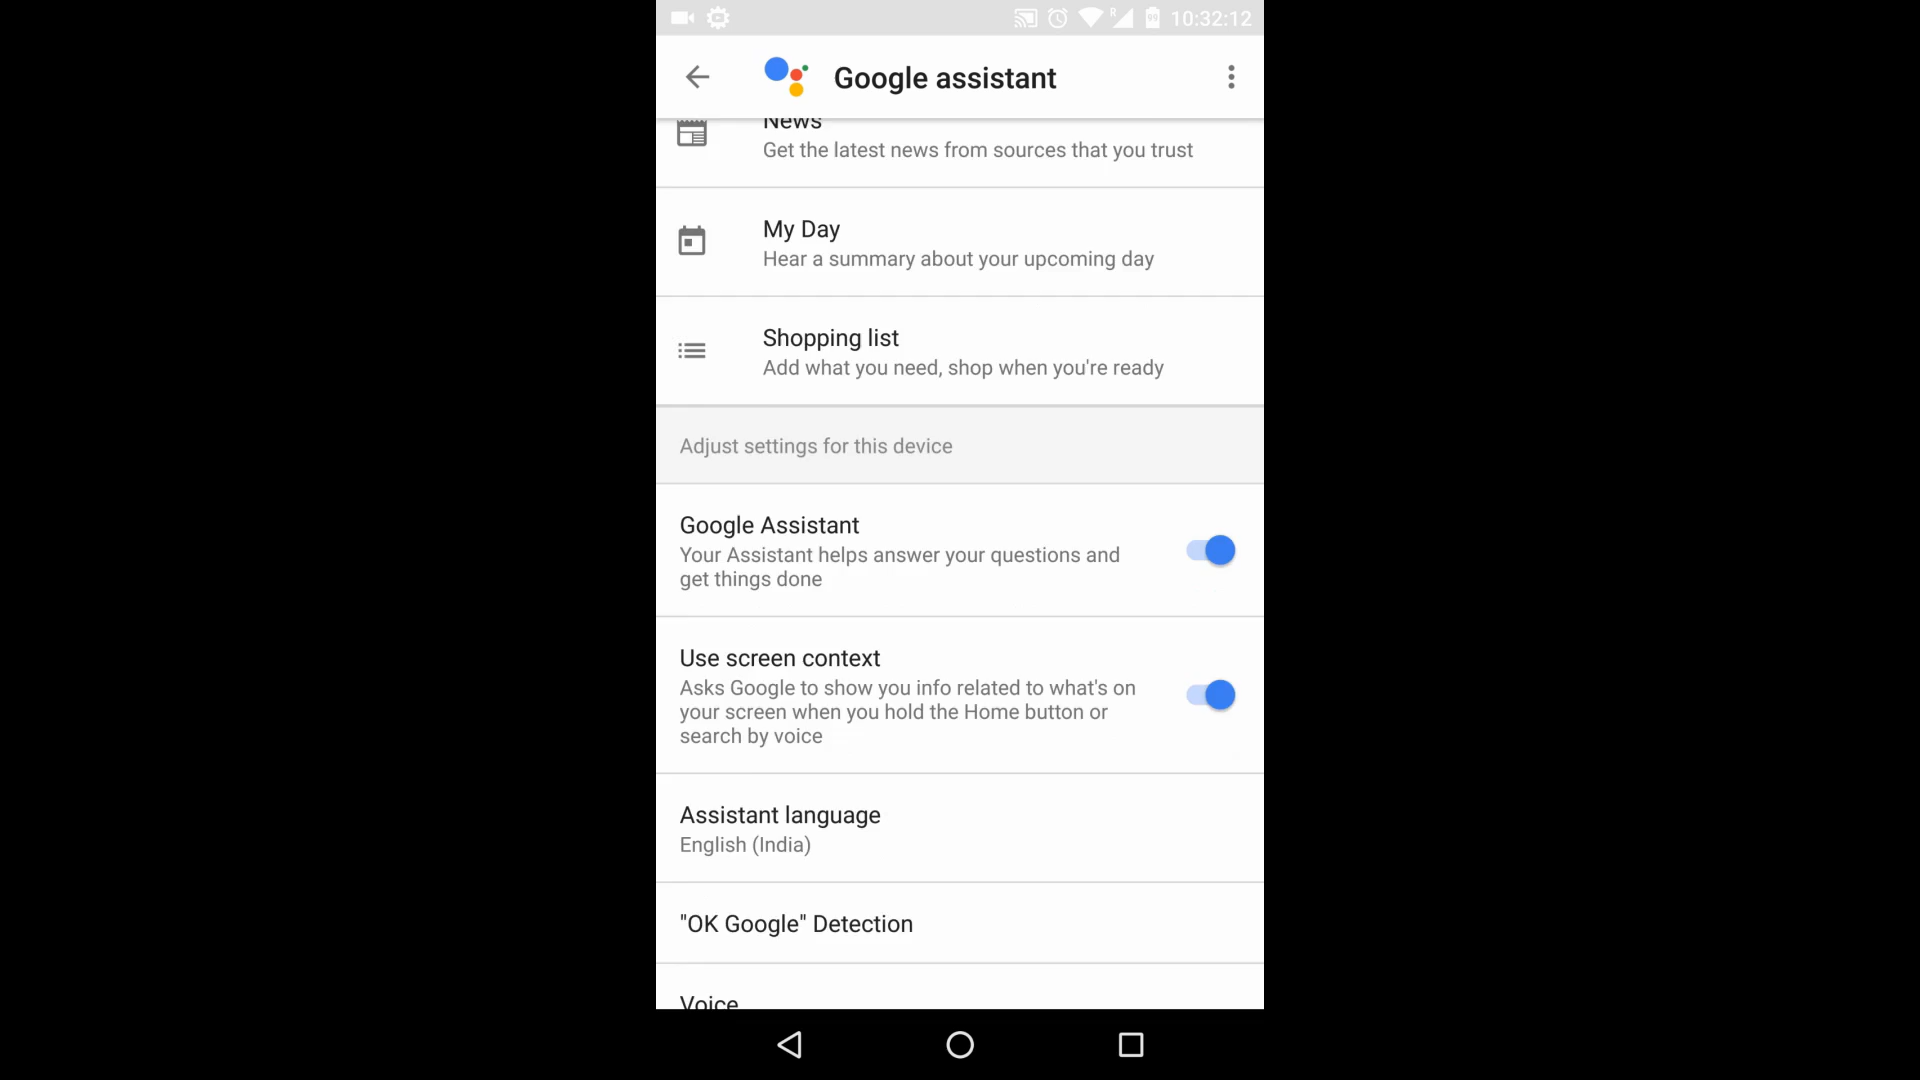 10:32:12
Google assistant
News
Get the latest news from sources that you trust
My Day
Hear a summary about your upcoming day
Shopping list
Add what you need, shop when you're ready
Adjust settings for this device
Google Assistant
Your Assistant helps answer your questions and
get things done
Use screen context
Asks Google to show you info related to what's on
your screen when you hold the Home button or
search by voice
Assistant language
English (India)
"OK Google" Detection
Voice